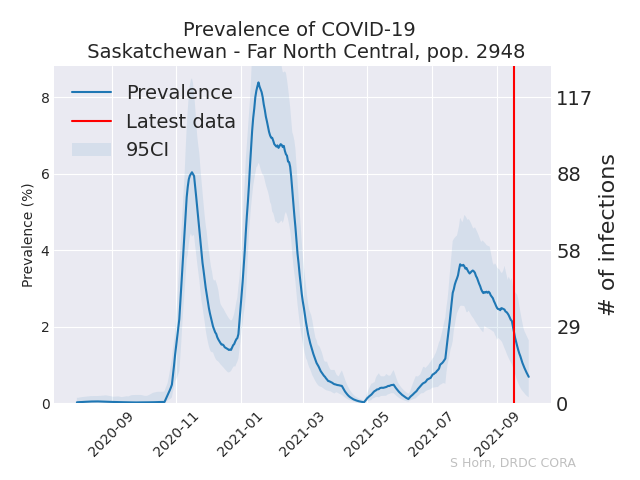 Prevalence of COVID-19
Saskatchewan - Far North Central, pop. 2948
Prevalence
Latest data
95CI
Prevalence (%)
8
6
4
2
0
117
88
58
29
0
# of infections
2020-09
2020-11
2021-01
2021-03
2021-05
2021-07
2021-09
S Horn, DRDC CORA